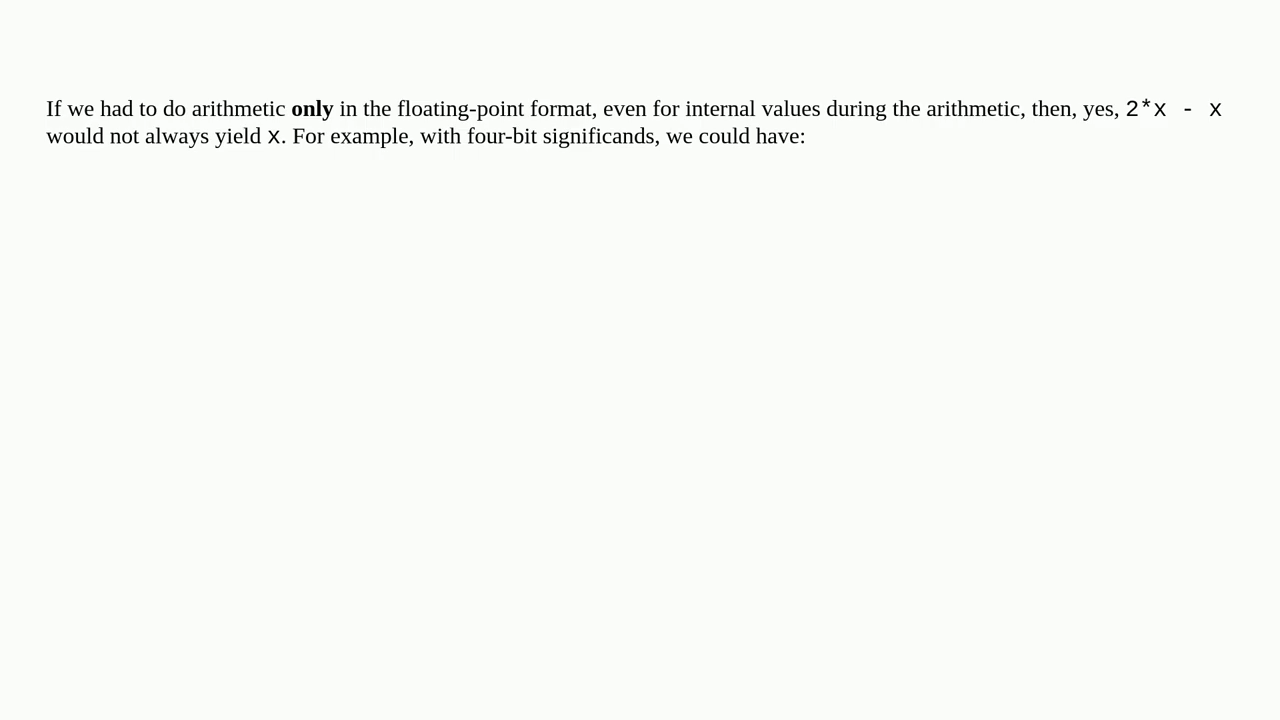 If we had to do arithmetic only in the floating-point format, even for internal values during the arithmetic, then, yes, 2*x - x
would not always yield x. For example, with four-bit significands, we could have: